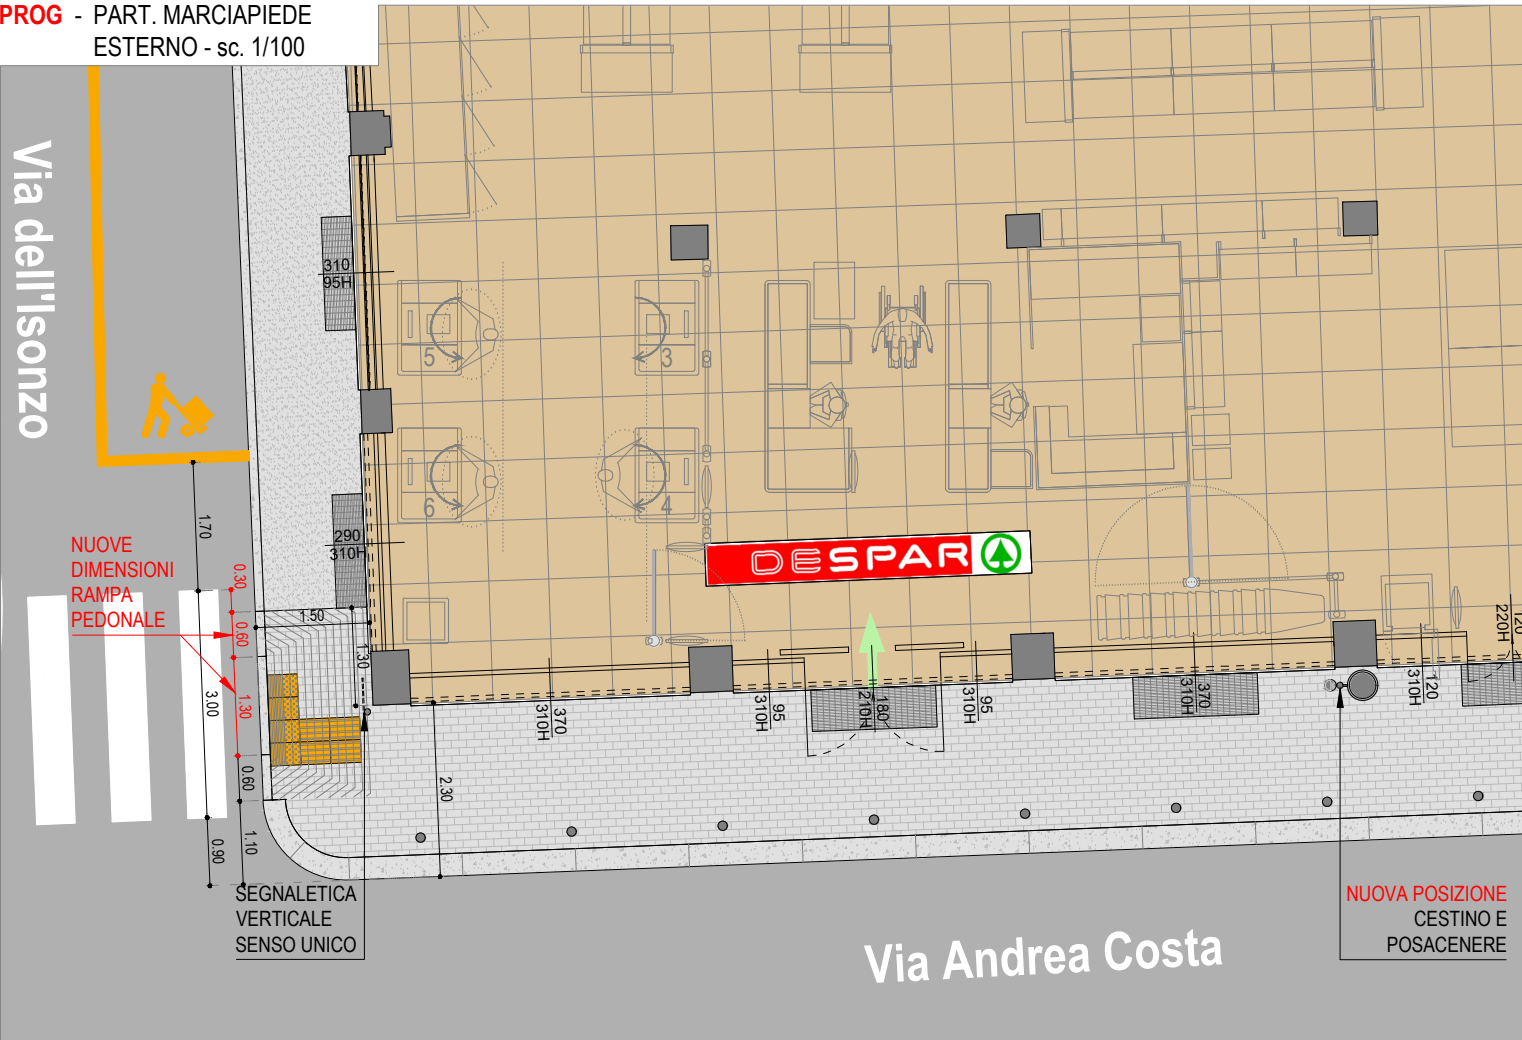 PROG - PART. MARCIAPIEDE
ESTERNO - sc. 1/100
Via dell'Isonzo
310
95H
5
3
6
4
290
310H
1.70
NUOVE
DIMENSIONI
RAMPA
PEDONALE
0.30
0.60
1.30
3.00
0.60
1.10
0.90
1.50
1.30
2.30
DESPAR
370
310H
95
310H
180
210H
95
310H
370
310H
120
310H
120
220H
SEGNALETICA
VERTICALE
SENSO UNICO
Via Andrea Costa
NUOVA POSIZIONE
CESTINO E
POSACENERE